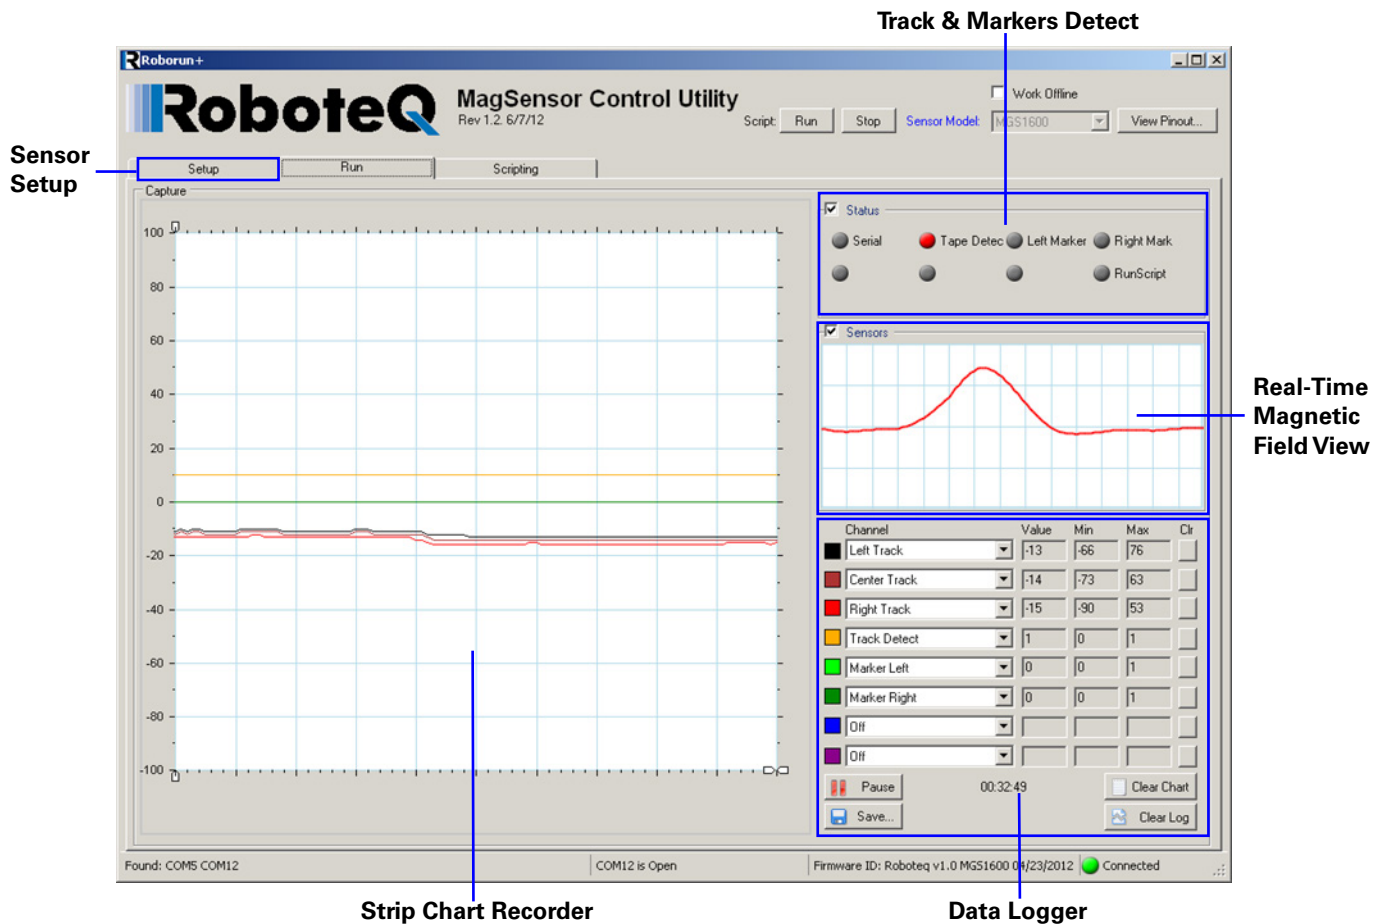 Track & Markers Detect
Roborun+
RoboteQ
MagSensor Control Utility
Rev 1.2. 6/7/12
Work Offline
Script: Run Stop Sensor Model: MGS1600 View Pinout...
Sensor
Setup
Setup Run Scripting
Capture
100
80
60
40
20
0
-20
-40
-60
-80
-100
Status
Serial Tape Detec Left Marker Right Mark
RunScript
Sensors
Real-Time
Magnetic
Field View
Channel Value Min Max Clr
Left Track -13 -66 76
Center Track -14 -73 63
Right Track -15 -90 53
Track Detect 1 0 1
Marker Left 0 0 1
Marker Right 0 0 1
Off
Off
Pause 00:32:49 Clear Chart
Save... Clear Log
Found: COM5 COM12 COM12 is Open Firmware ID: Roboteq v1.0 MGS1600 04/23/2012 Connected
Strip Chart Recorder
Data Logger